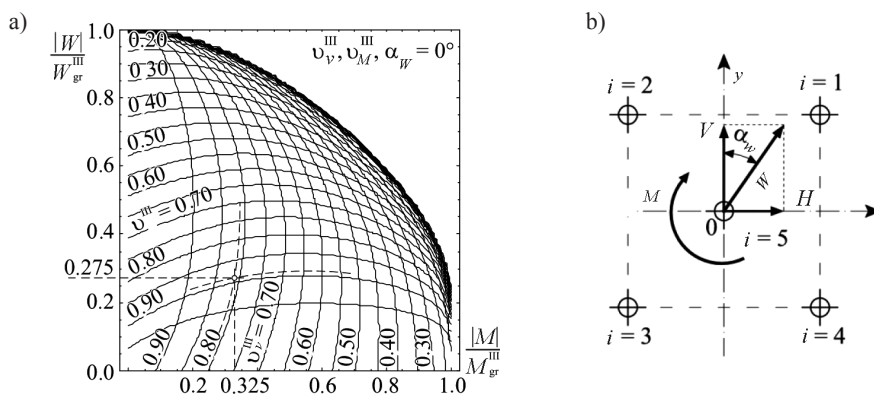 a)
|W|
W_gr^III
1.0
0.8
0.6
0.4
0.275
0.2
0.0
0.20
0.30
0.40
0.50
0.60
υ^III = 0.70
0.80
0.90
υ_V^III, υ_M^III, α_W = 0°
0.90
0.80
υ_V^III = 0.70
0.60
0.50
0.40
0.30
|M|
M_gr^III
0.2
0.325
0.6
0.8
1.0
b)
y
i = 2
i = 1
V
α_W
W
M
H
0
i = 5
i = 3
i = 4